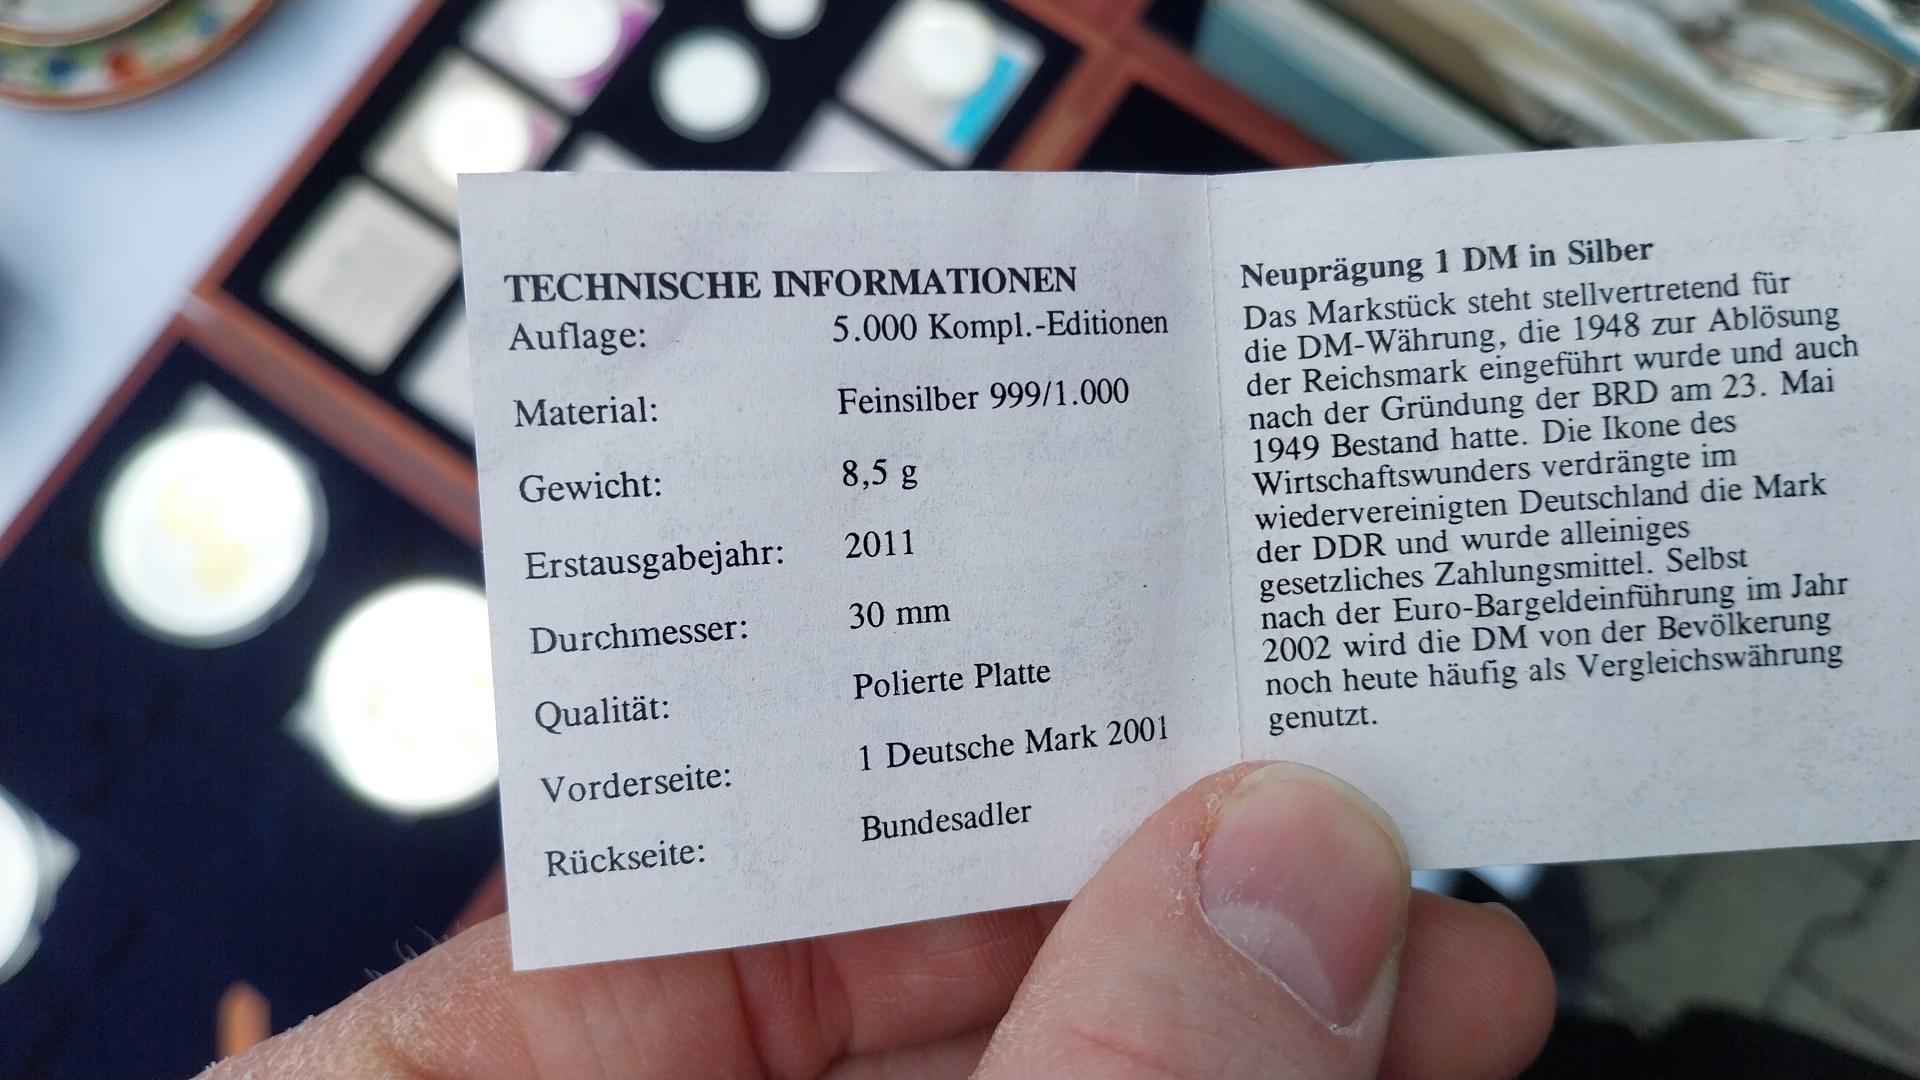 TECHNISCHE INFORMATIONEN
Auflage: 5.000 Kompl.-Editionen
Material: Feinsilber 999/1.000
Gewicht: 8,5 g
Erstausgabejahr: 2011
Durchmesser: 30 mm
Qualität: Polierte Platte
Vorderseite: 1 Deutsche Mark 2001
Rückseite: Bundesadler
Neuprägung 1 DM in Silber
Das Markstück steht stellvertretend für
die DM-Währung, die 1948 zur Ablösung
der Reichsmark eingeführt wurde und auch
nach der Gründung der BRD am 23. Mai
1949 Bestand hatte. Die Ikone des
Wirtschaftswunders verdrängte im
wiedervereinigten Deutschland die Mark
der DDR und wurde alleiniges
gesetzliches Zahlungsmittel. Selbst
nach der Euro-Bargeldeinführung im Jahr
2002 wird die DM von der Bevölkerung
noch heute häufig als Vergleichswährung
genutzt.